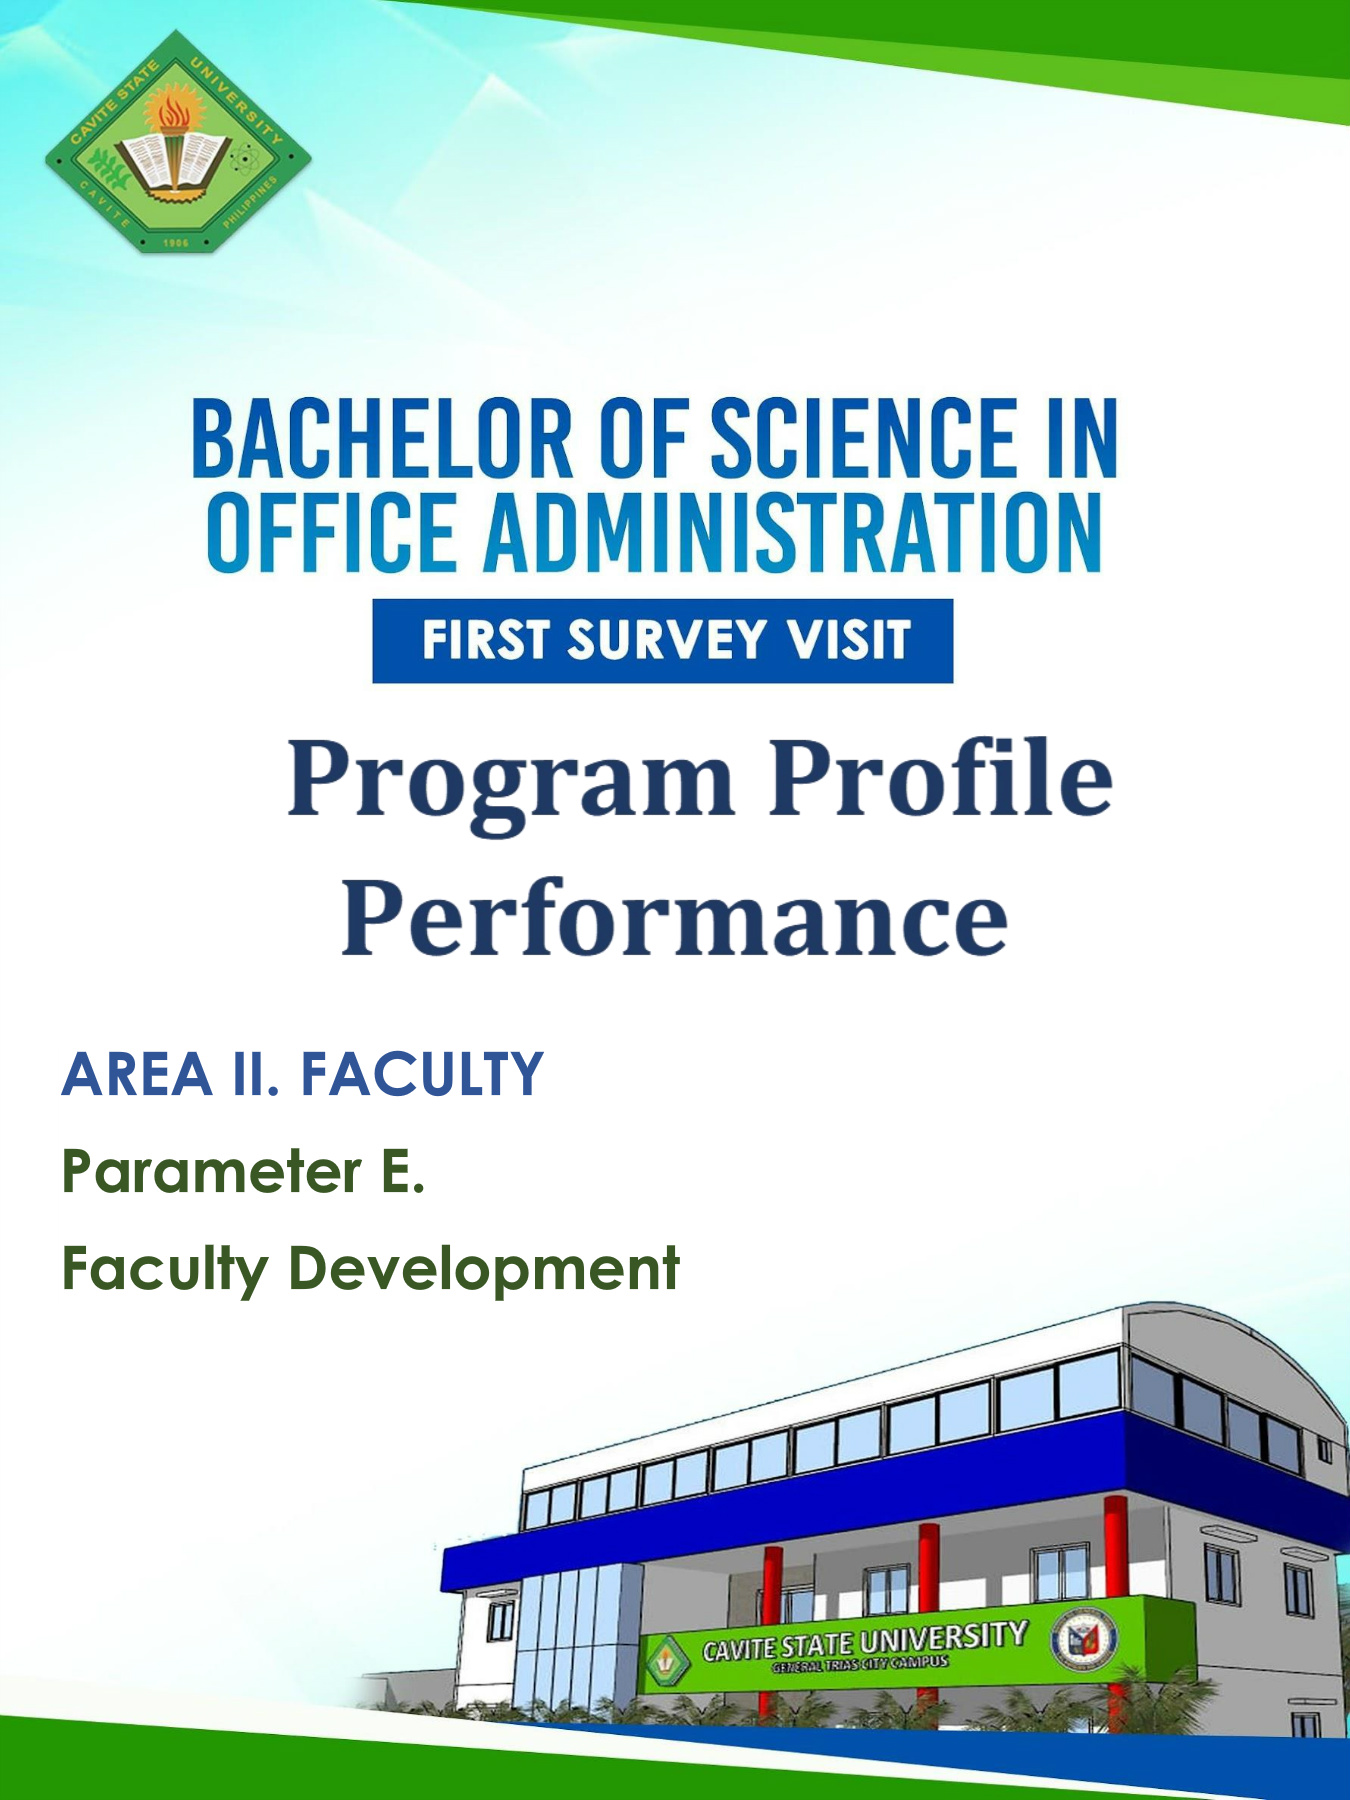 CAVITE STATE UNIVERSITY
CAVITE 1906 PHILIPPINES
BACHELOR OF SCIENCE IN
OFFICE ADMINISTRATION
FIRST SURVEY VISIT
Program Profile
Performance
AREA II. FACULTY
Parameter E.
Faculty Development
CAVITE STATE UNIVERSITY
GENERAL TRIAS CITY CAMPUS